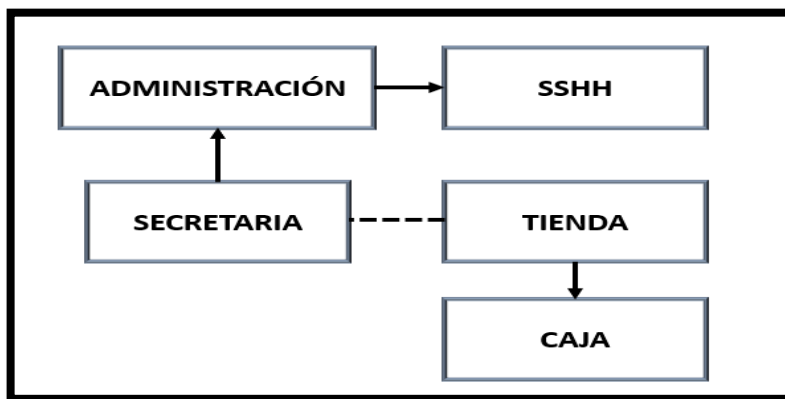 ADMINISTRACIÓN
SSHH
SECRETARIA
TIENDA
CAJA